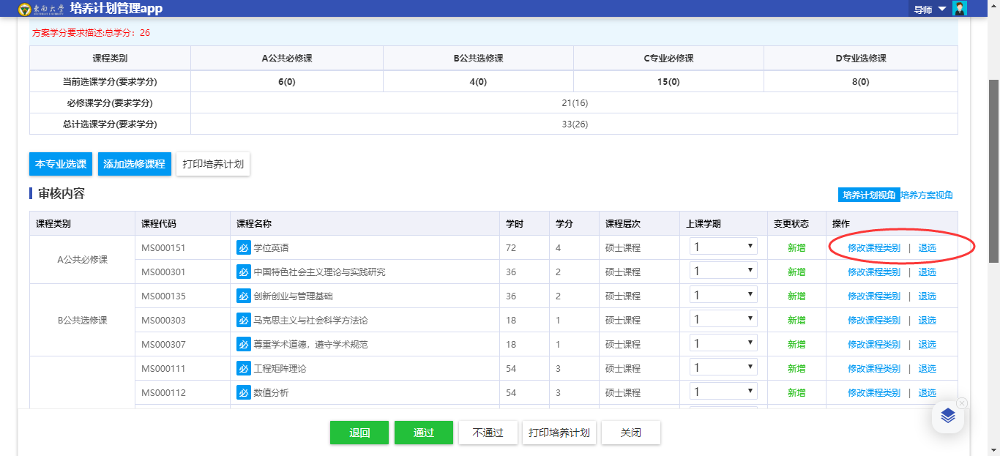 东南大学 培养计划管理app 导师
方案学分要求描述:总学分：26
课程类别 A公共必修课 B公共选修课 C专业必修课 D专业选修课
当前选课学分(要求学分) 6(0) 4(0) 15(0) 8(0)
必修课学分(要求学分) 21(16)
总计选课学分(要求学分) 33(26)
本专业选课 添加选修课程 打印培养计划
审核内容 培养计划视角 培养方案视角
课程类别 课程代码 课程名称 学时 学分 课程层次 上课学期 变更状态 操作
A公共必修课
MS000151 必 学位英语 72 4 硕士课程 1 新增 修改课程类别 | 退选
MS000301 必 中国特色社会主义理论与实践研究 36 2 硕士课程 1 新增 修改课程类别 | 退选
B公共选修课
MS000135 必 创新创业与管理基础 36 2 硕士课程 1 新增 修改课程类别 | 退选
MS000303 必 马克思主义与社会科学方法论 18 1 硕士课程 1 新增 修改课程类别 | 退选
MS000307 必 尊重学术道德，遵守学术规范 18 1 硕士课程 1 新增 修改课程类别 | 退选
MS000111 必 工程矩阵理论 54 3 硕士课程 1 新增 修改课程类别 | 退选
MS000112 必 数值分析 54 3 硕士课程 1 新增 修改课程类别 | 退选
退回 通过 不通过 打印培养计划 关闭